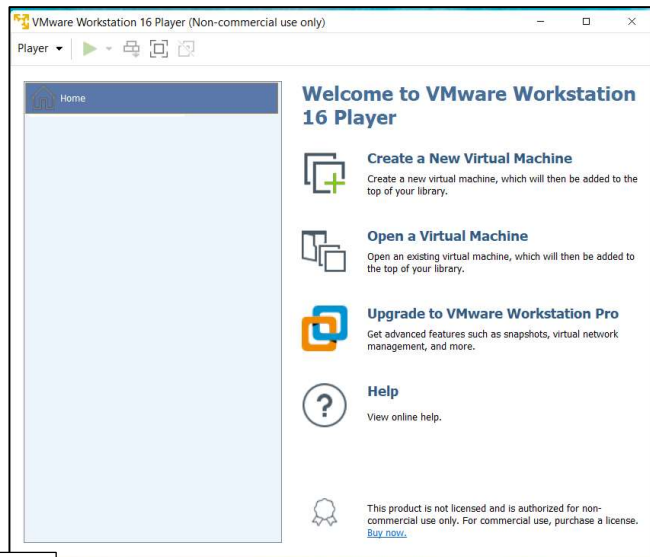 VMware Workstation 16 Player (Non-commercial use only)
Player
Home
Welcome to VMware Workstation
16 Player
Create a New Virtual Machine
Create a new virtual machine, which will then be added to the
top of your library.
Open a Virtual Machine
Open an existing virtual machine, which will then be added to
the top of your library.
Upgrade to VMware Workstation Pro
Get advanced features such as snapshots, virtual network
management, and more.
?
Help
View online help.
This product is not licensed and is authorized for non-
commercial use only. For commercial use, purchase a license.
Buy now.